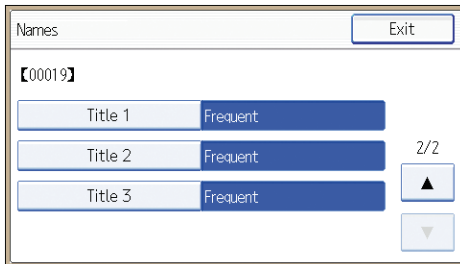 Names Exit
【00019】
Title 1 Frequent
2/2
Title 2 Frequent
▲
Title 3 Frequent
▼